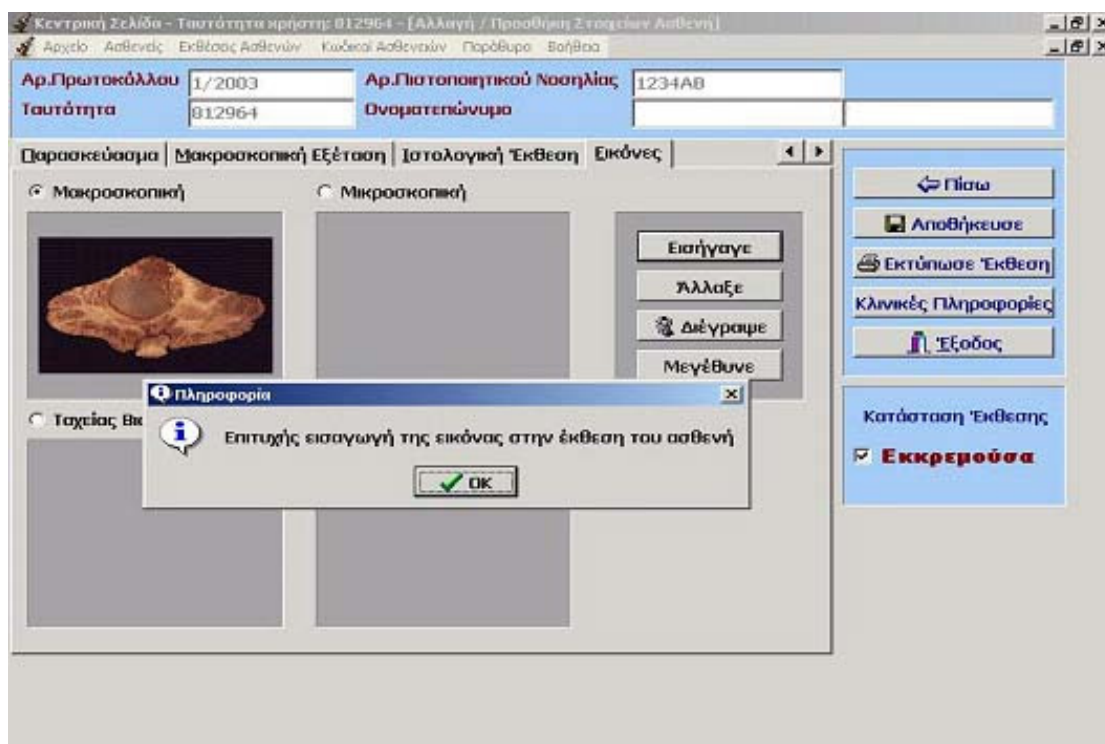 Κεντρική Σελίδα - Ταυτότητα χρήστη: 012964 - [Αλλαγή / Προσθήκη Στοιχείων Ασθενή]
Αρχείο Ασθενείς Εκθέσεις Ασθενών Κωδικοί Ασθενειών Παράθυρο Βοήθεια
Αρ.Πρωτοκόλλου 1/2003 Αρ.Πιστοποιητικού Νοσηλίας 1234AB
Ταυτότητα 812964 Ονοματεπώνυμο
Παρασκεύασμα Μακροσκοπική Εξέταση Ιστολογική Έκθεση Εικόνες
Μακροσκοπική Μικροσκοπική
Εισήγαγε
Άλλαξε
Διέγραψε
Μεγέθυνε
Πίσω
Αποθήκευσε
Εκτύπωσε Έκθεση
Κλινικές Πληροφορίες
Έξοδος
Πληροφορία
Επιτυχής εισαγωγή της εικόνας στην έκθεση του ασθενή
OK
Ταχείας
Κατάσταση Έκθεσης
Εκκρεμούσα